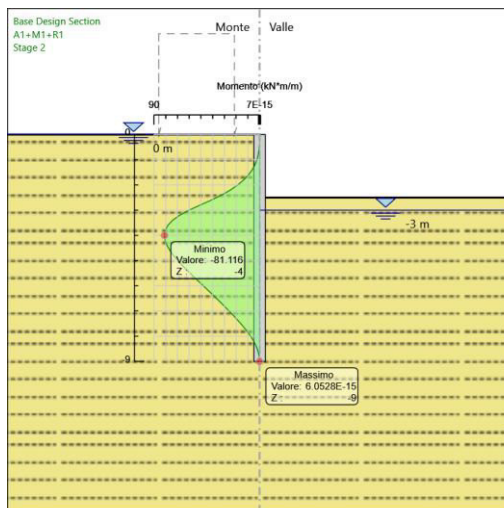 Base Design Section
A1+M1+R1
Stage 2
Monte Valle
Momento (kN*m/m)
90 7E-15
0
0 m
-3 m
Minimo
Valore: -81.116
Z : -4
-9
Massimo
Valore: 6.0528E-15
Z : -9